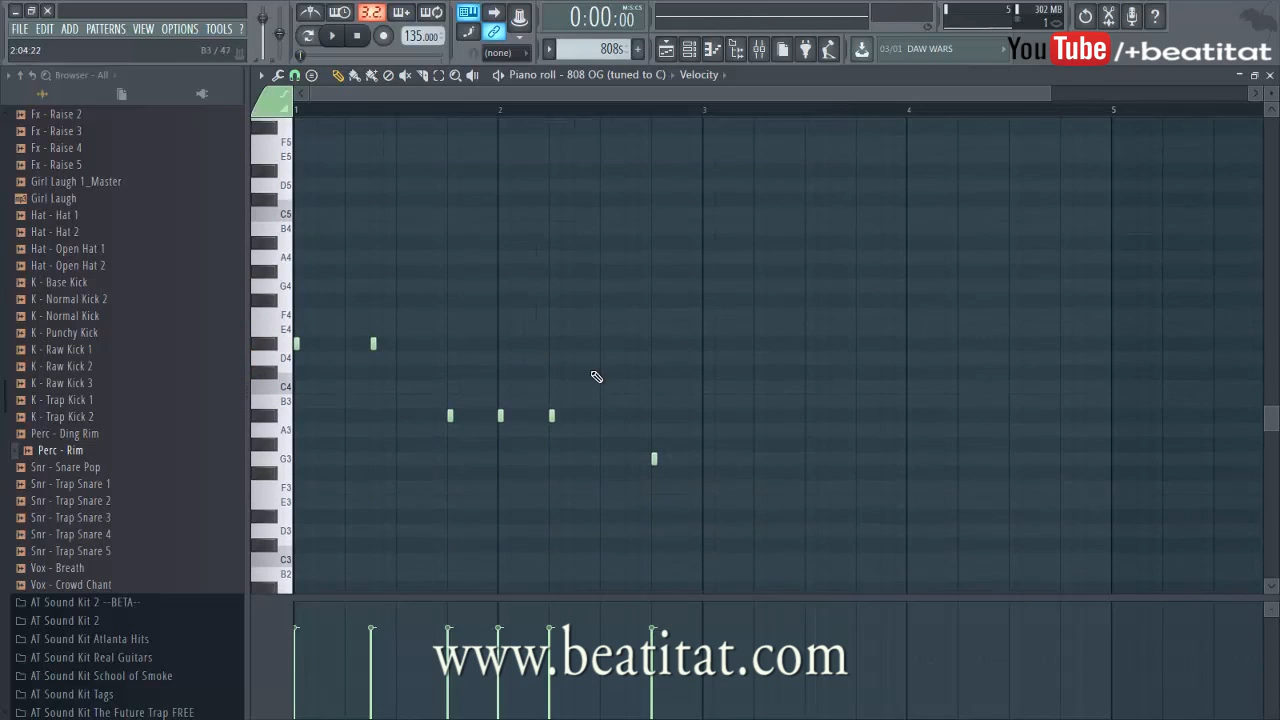 FILE EDIT ADD PATTERNS VIEW OPTIONS TOOLS ?
2:04:22 B3 / 47
3.2
135.000
0:00:00
M:S:CS
(none)
808s
5
302 MB
1
03/01 DAW WARS
YouTube /+beatitat
Browser - All
Piano roll - 808 OG (tuned to C) Velocity
1 2 3 4 5
Fx - Raise 2
Fx - Raise 3
Fx - Raise 4
Fx - Raise 5
Girl Laugh 1_Master
mp3 Girl Laugh
Hat - Hat 1
Hat - Hat 2
Hat - Open Hat 1
Hat - Open Hat 2
K - Base Kick
K - Normal Kick 2
K - Normal Kick
K - Punchy Kick
K - Raw Kick 1
K - Raw Kick 2
K - Raw Kick 3
K - Trap Kick 1
K - Trap Kick 2
Perc - Ding Rim
Perc - Rim
Snr - Snare Pop
Snr - Trap Snare 1
Snr - Trap Snare 2
Snr - Trap Snare 3
Snr - Trap Snare 4
Snr - Trap Snare 5
Vox - Breath
Vox - Crowd Chant
AT Sound Kit 2 --BETA--
AT Sound Kit 2
AT Sound Kit Atlanta Hits
AT Sound Kit Real Guitars
AT Sound Kit School of Smoke
AT Sound Kit Tags
AT Sound Kit The Future Trap FREE
F5
E5
D5
C5
B4
A4
G4
F4
E4
D4
C4
B3
A3
G3
F3
E3
D3
C3
B2
www.beatitat.com